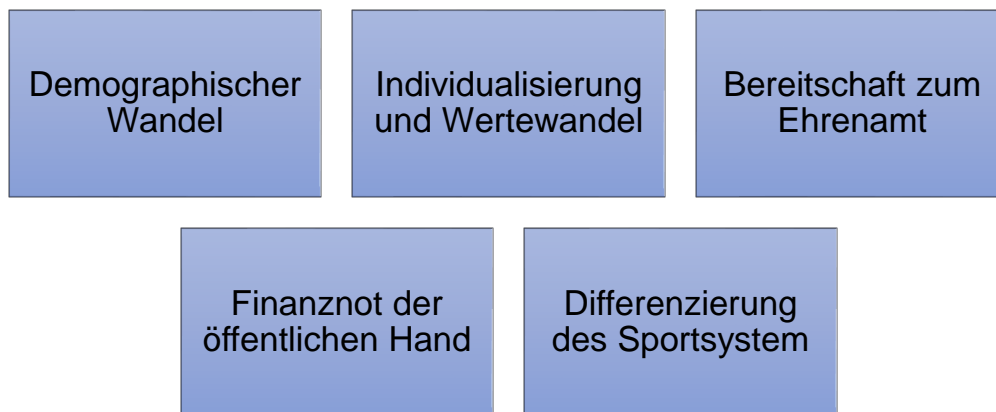 Demographischer
Wandel
Individualisierung
und Wertewandel
Bereitschaft zum
Ehrenamt
Finanznot der
öffentlichen Hand
Differenzierung
des Sportsystem